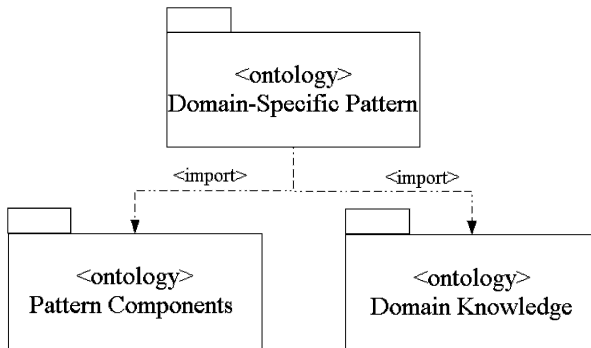 <ontology>
Domain-Specific Pattern
<import>
<import>
<ontology>
Pattern Components
<ontology>
Domain Knowledge